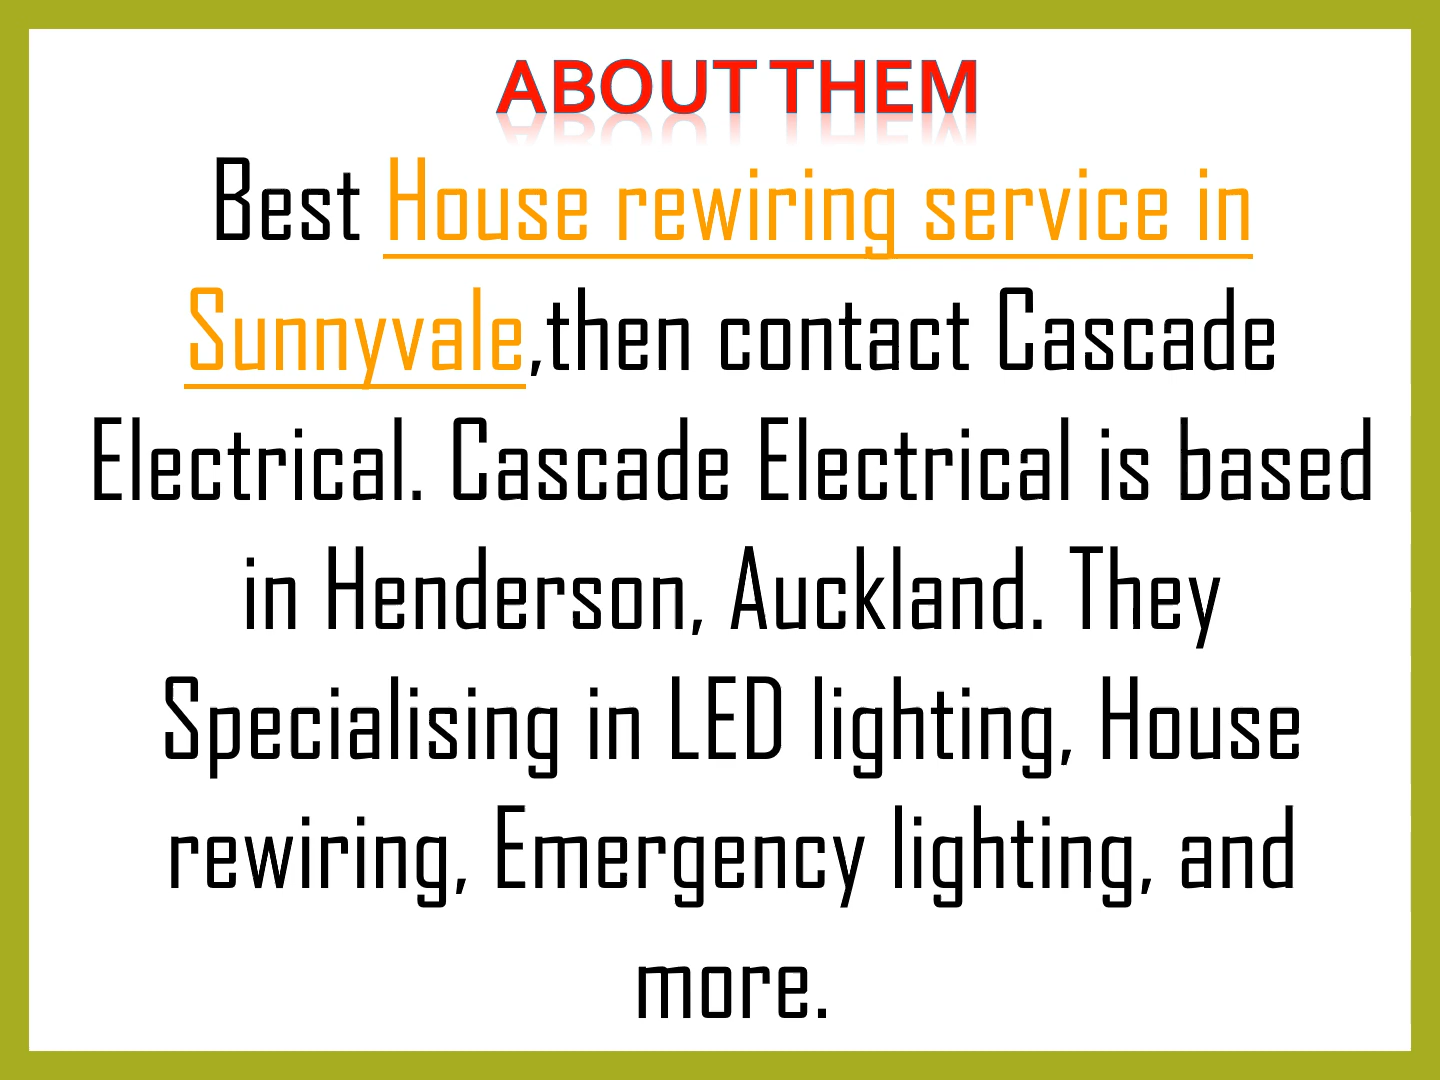 ABOUT THEM
Best House rewiring service in
Sunnyvale,then contact Cascade
Electrical. Cascade Electrical is based
in Henderson, Auckland. They
Specialising in LED lighting, House
rewiring, Emergency lighting, and
more.